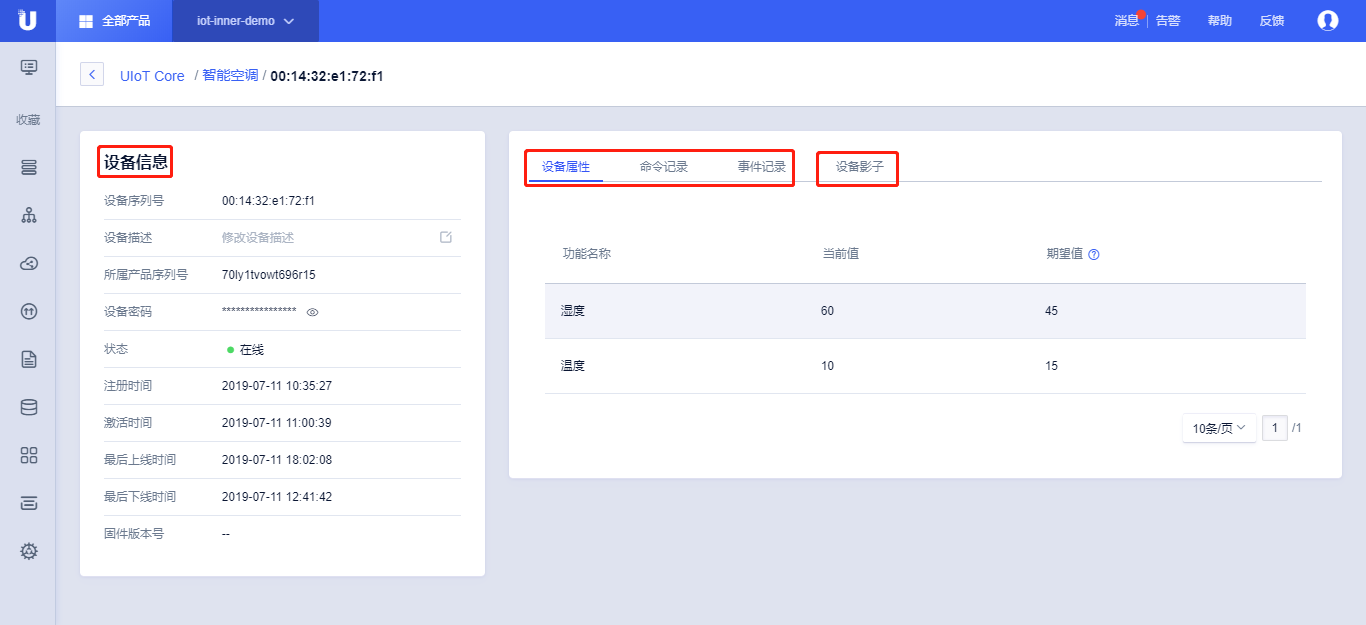 全部产品
iot-inner-demo
消息 告警 帮助 反馈
收藏
UIoT Core / 智能空调 / 00:14:32:e1:72:f1
设备信息
设备序列号 00:14:32:e1:72:f1
设备描述 修改设备描述
所属产品序列号 70ly1tvowt696r15
设备密码 ****************
状态 在线
注册时间 2019-07-11 10:35:27
激活时间 2019-07-11 11:00:39
最后上线时间 2019-07-11 18:02:08
最后下线时间 2019-07-11 12:41:42
固件版本号 --
设备属性 命令记录 事件记录 设备影子
功能名称 当前值 期望值
湿度 60 45
温度 10 15
10条/页 1 /1